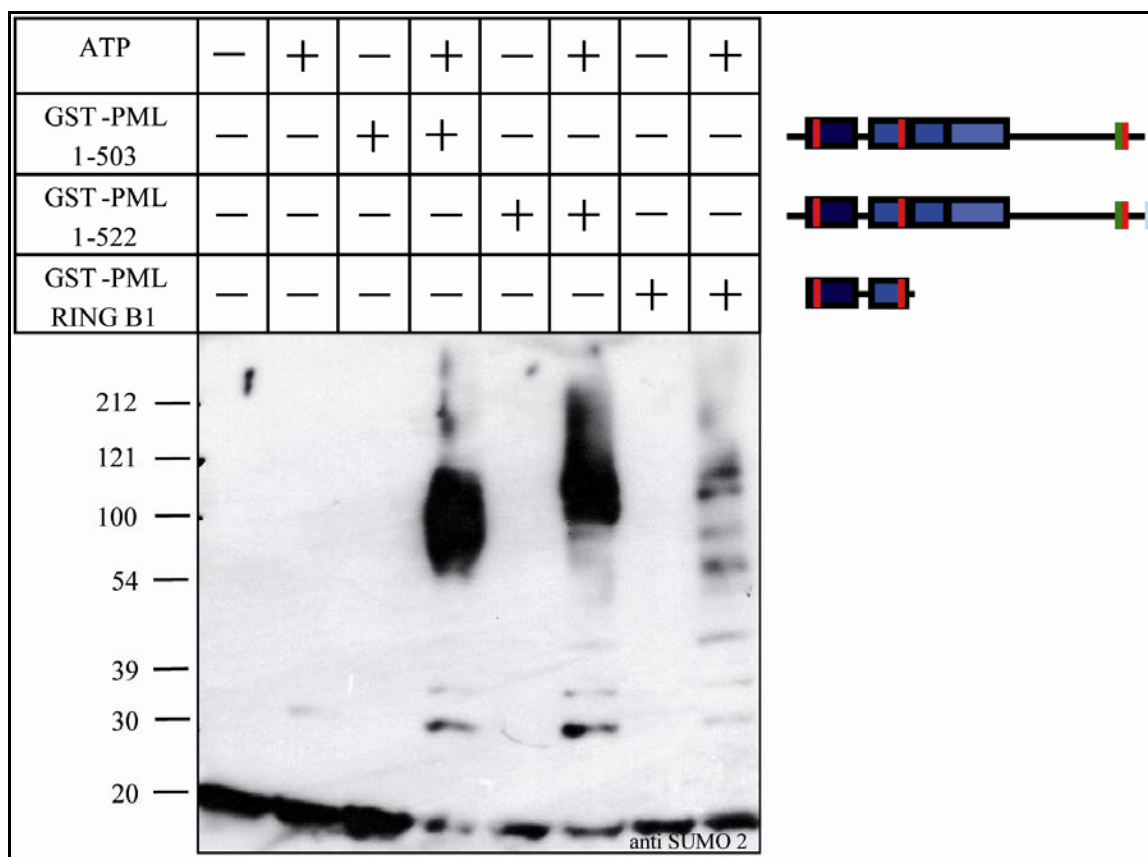 ATP — + — + — + — +
GST -PML
1-503 — — + + — — — —
GST -PML
1-522 — — — — + + — —
GST -PML
RING B1 — — — — — — + +
212
121
100
54
39
30
20
anti SUMO 2